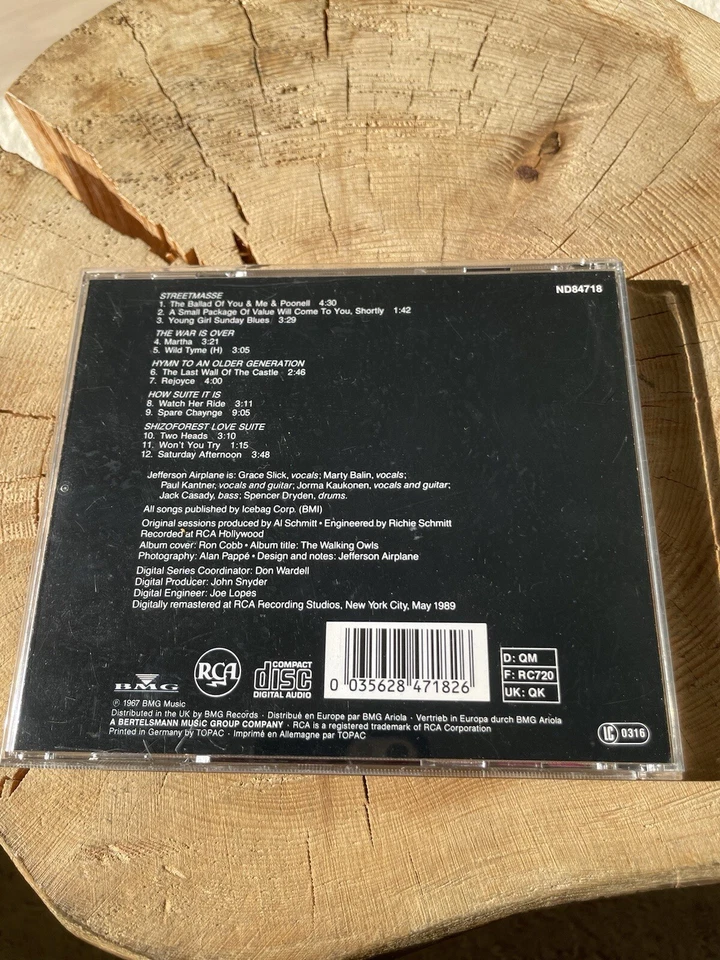 ND84718
STREETMASSE
1. The Ballad Of You & Me & Pooneil 4:30
2. A Small Package Of Value Will Come To You, Shortly 1:42
3. Young Girl Sunday Blues 3:29
THE WAR IS OVER
4. Martha 3:21
5. Wild Tyme (H) 3:05
HYMN TO AN OLDER GENERATION
6. The Last Wall Of The Castle 2:46
7. Rejoyce 4:00
HOW SUITE IT IS
8. Watch Her Ride 3:11
9. Spare Chaynge 9:05
SHIZOFOREST LOVE SUITE
10. Two Heads 3:10
11. Won't You Try 1:15
12. Saturday Afternoon 3:48
Jefferson Airplane is: Grace Slick, vocals; Marty Balin, vocals;
Paul Kantner, vocals and guitar; Jorma Kaukonen, vocals and guitar;
Jack Casady, bass; Spencer Dryden, drums.
All songs published by Icebag Corp. (BMI)
Original sessions produced by Al Schmitt • Engineered by Richie Schmitt
Recorded at RCA Hollywood
Album cover: Ron Cobb • Album title: The Walking Owls
Photography: Alan Pappé • Design and notes: Jefferson Airplane
Digital Series Coordinator: Don Wardell
Digital Producer: John Snyder
Digital Engineer: Joe Lopes
Digitally remastered at RCA Recording Studios, New York City, May 1989
BMG
RCA
COMPACT
disc
DIGITAL AUDIO
0 035628 471826
D: QM
F: RC720
UK: QK
℗ 1967 BMG Music
Distributed in the UK by BMG Records · Distribué en Europe par BMG Ariola · Vertrieb in Europa durch BMG Ariola
A BERTELSMANN MUSIC GROUP COMPANY · RCA is a registered trademark of RCA Corporation
Printed in Germany by TOPAC · Imprimé en Allemagne par TOPAC
LC 0316